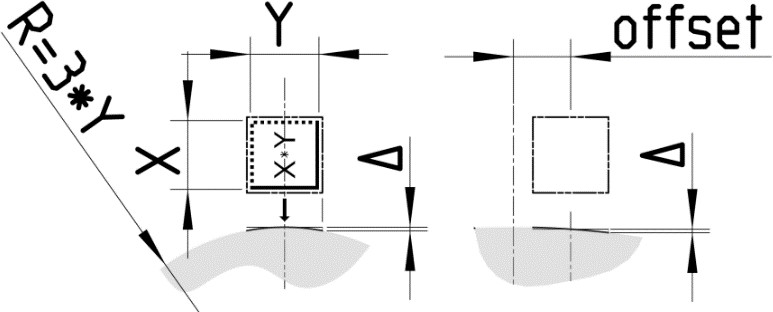 R=3*Y
Y
offset
X
X*Y
Δ
Δ